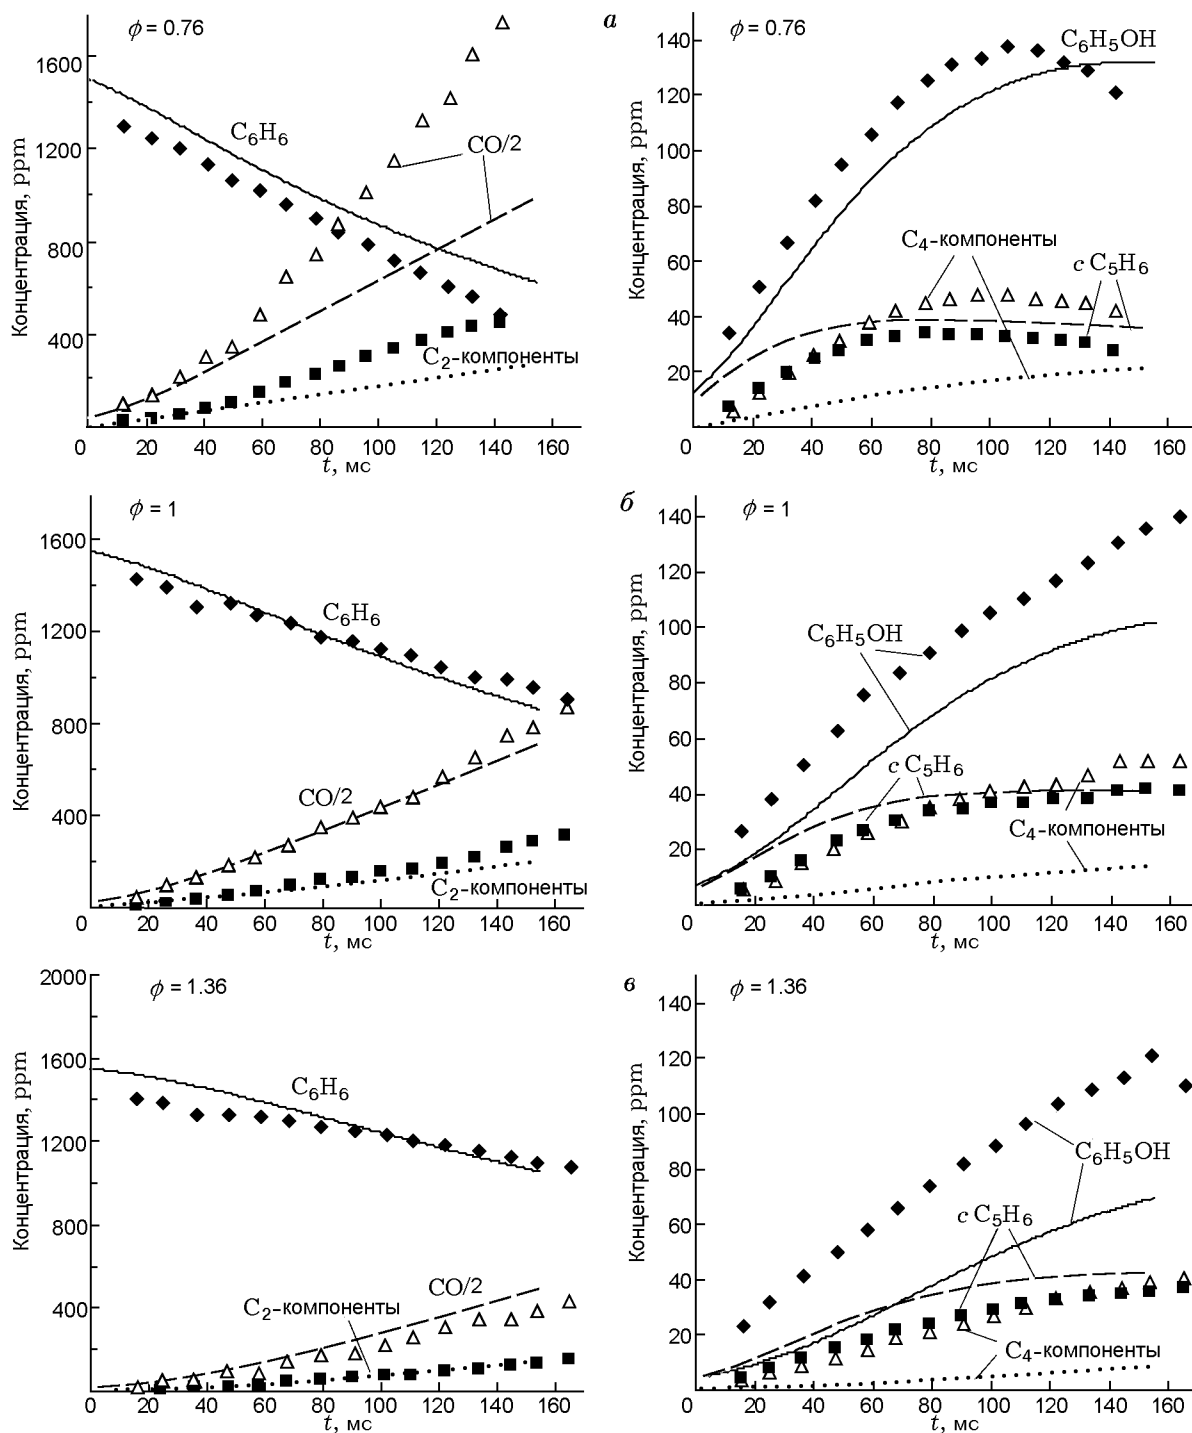 ϕ = 0.76
Концентрация, ppm
1600
1200
800
400
0
20
40
60
80
100
120
140
160
t, мс
C₆H₆
CO/2
C₂-компоненты
а
ϕ = 0.76
Концентрация, ppm
140
120
100
80
60
40
20
0
20
40
60
80
100
120
140
160
t, мс
C₆H₅OH
C₄-компоненты
c C₅H₆
ϕ = 1
Концентрация, ppm
1600
1200
800
400
0
20
40
60
80
100
120
140
160
t, мс
C₆H₆
CO/2
C₂-компоненты
б
ϕ = 1
Концентрация, ppm
140
120
100
80
60
40
20
0
20
40
60
80
100
120
140
160
t, мс
C₆H₅OH
c C₅H₆
C₄-компоненты
ϕ = 1.36
Концентрация, ppm
2000
1600
1400
1200
800
400
0
20
40
60
80
100
120
140
160
t, мс
C₆H₆
CO/2
C₂-компоненты
в
ϕ = 1.36
Концентрация, ppm
140
120
100
80
60
40
20
0
20
40
60
80
100
120
140
160
t, мс
C₆H₅OH
c C₅H₆
C₄-компоненты